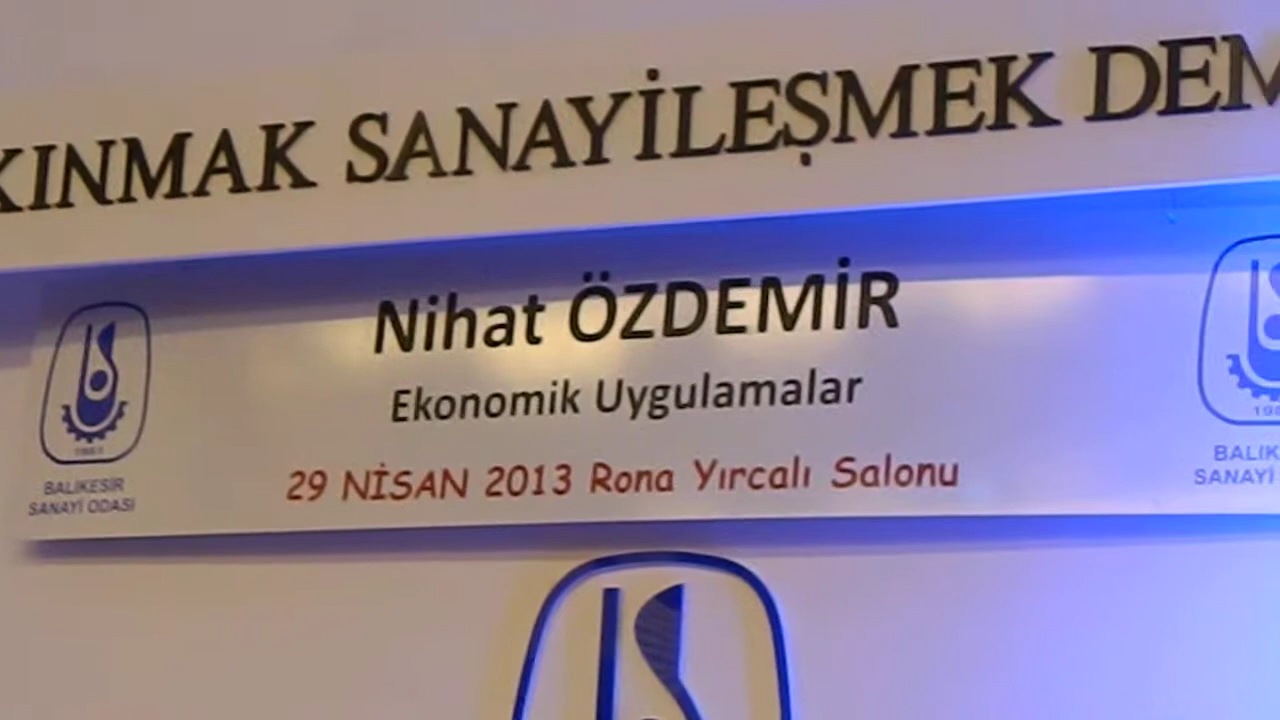 KINMAK SANAYİLEŞMEK DEM
Nihat ÖZDEMİR
Ekonomik Uygulamalar
29 NİSAN 2013 Rona Yırcalı Salonu
BALIKESİR
SANAYİ ODASI
BALIK
SANAYİ